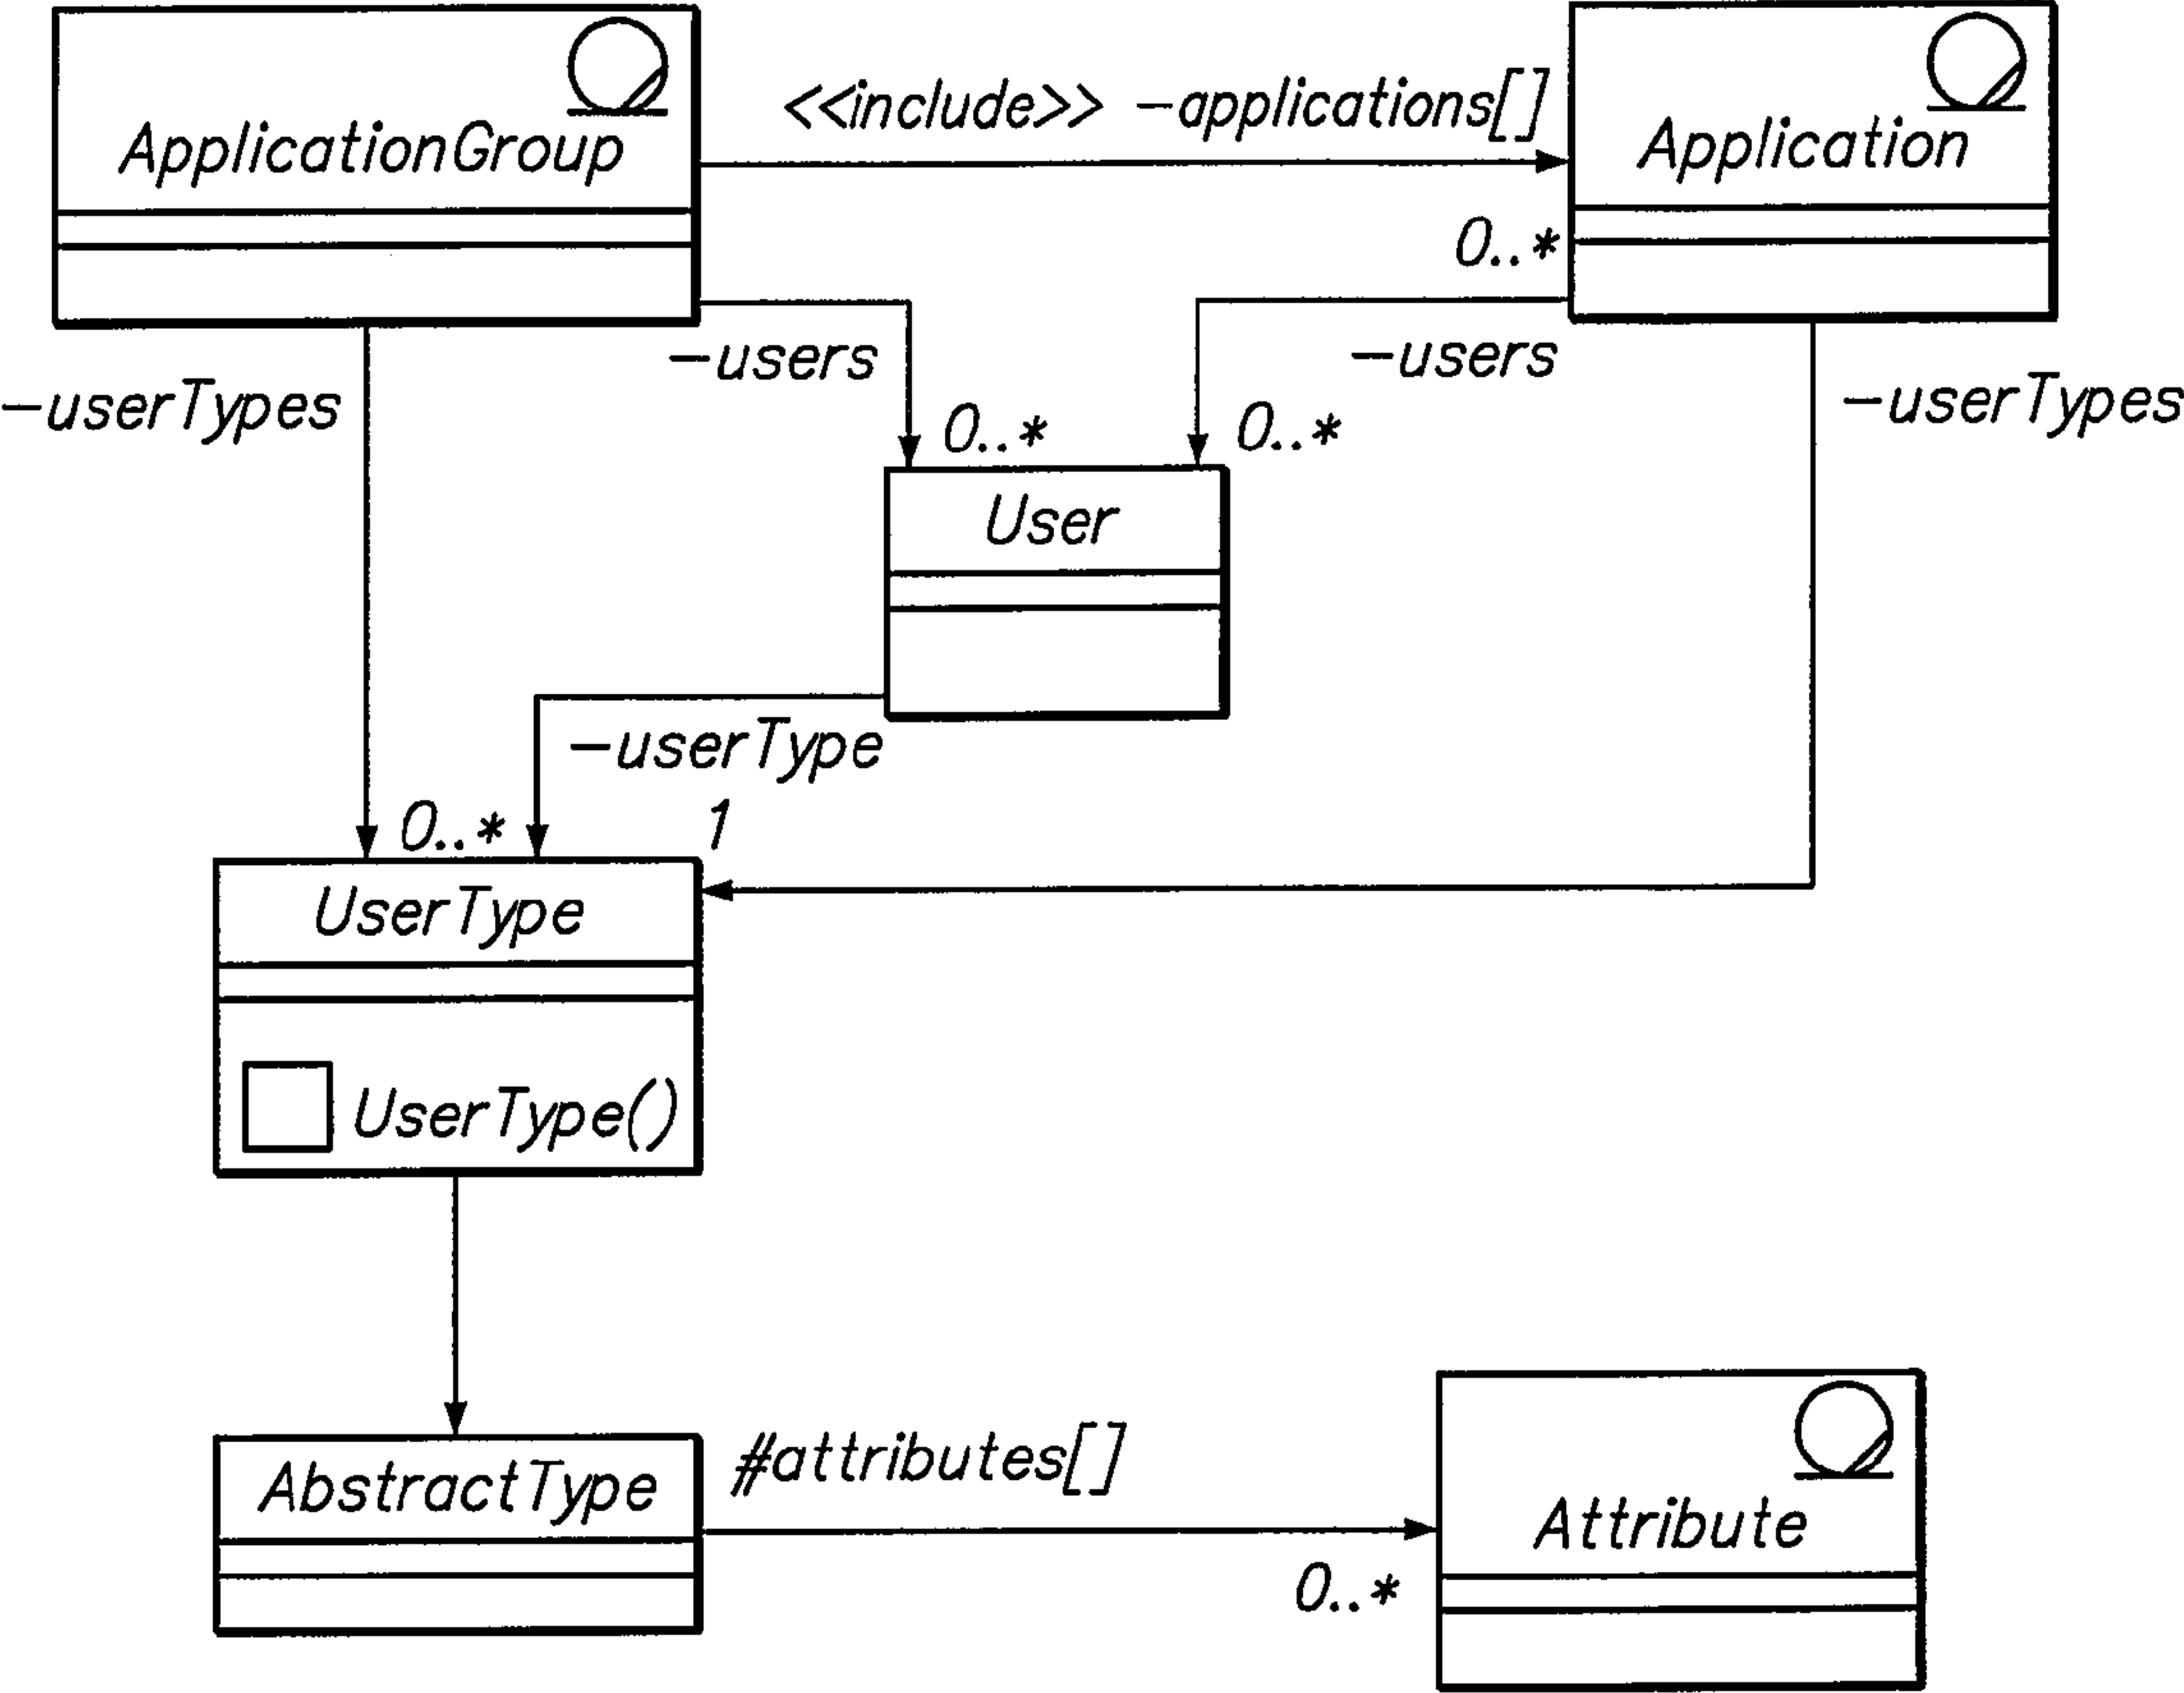 ApplicationGroup
<<include>> -applications[]
Application
0..*
-users
-users
-userTypes
-userTypes
0..*
0..*
User
-userType
0..*
1
UserType
UserType()
AbstractType
#attributes[]
Attribute
0..*